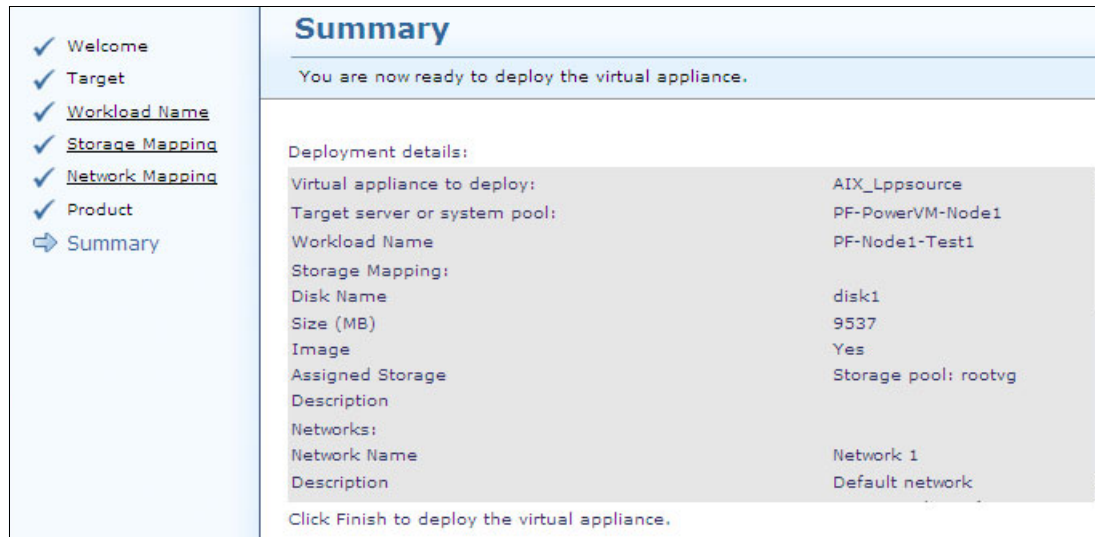 Welcome
Target
Workload Name
Storage Mapping
Network Mapping
Product
Summary
Summary
You are now ready to deploy the virtual appliance.
Deployment details:
Virtual appliance to deploy: AIX_Lppsource
Target server or system pool: PF-PowerVM-Node1
Workload Name PF-Node1-Test1
Storage Mapping:
Disk Name disk1
Size (MB) 9537
Image Yes
Assigned Storage Storage pool: rootvg
Description
Networks:
Network Name Network 1
Description Default network
Click Finish to deploy the virtual appliance.